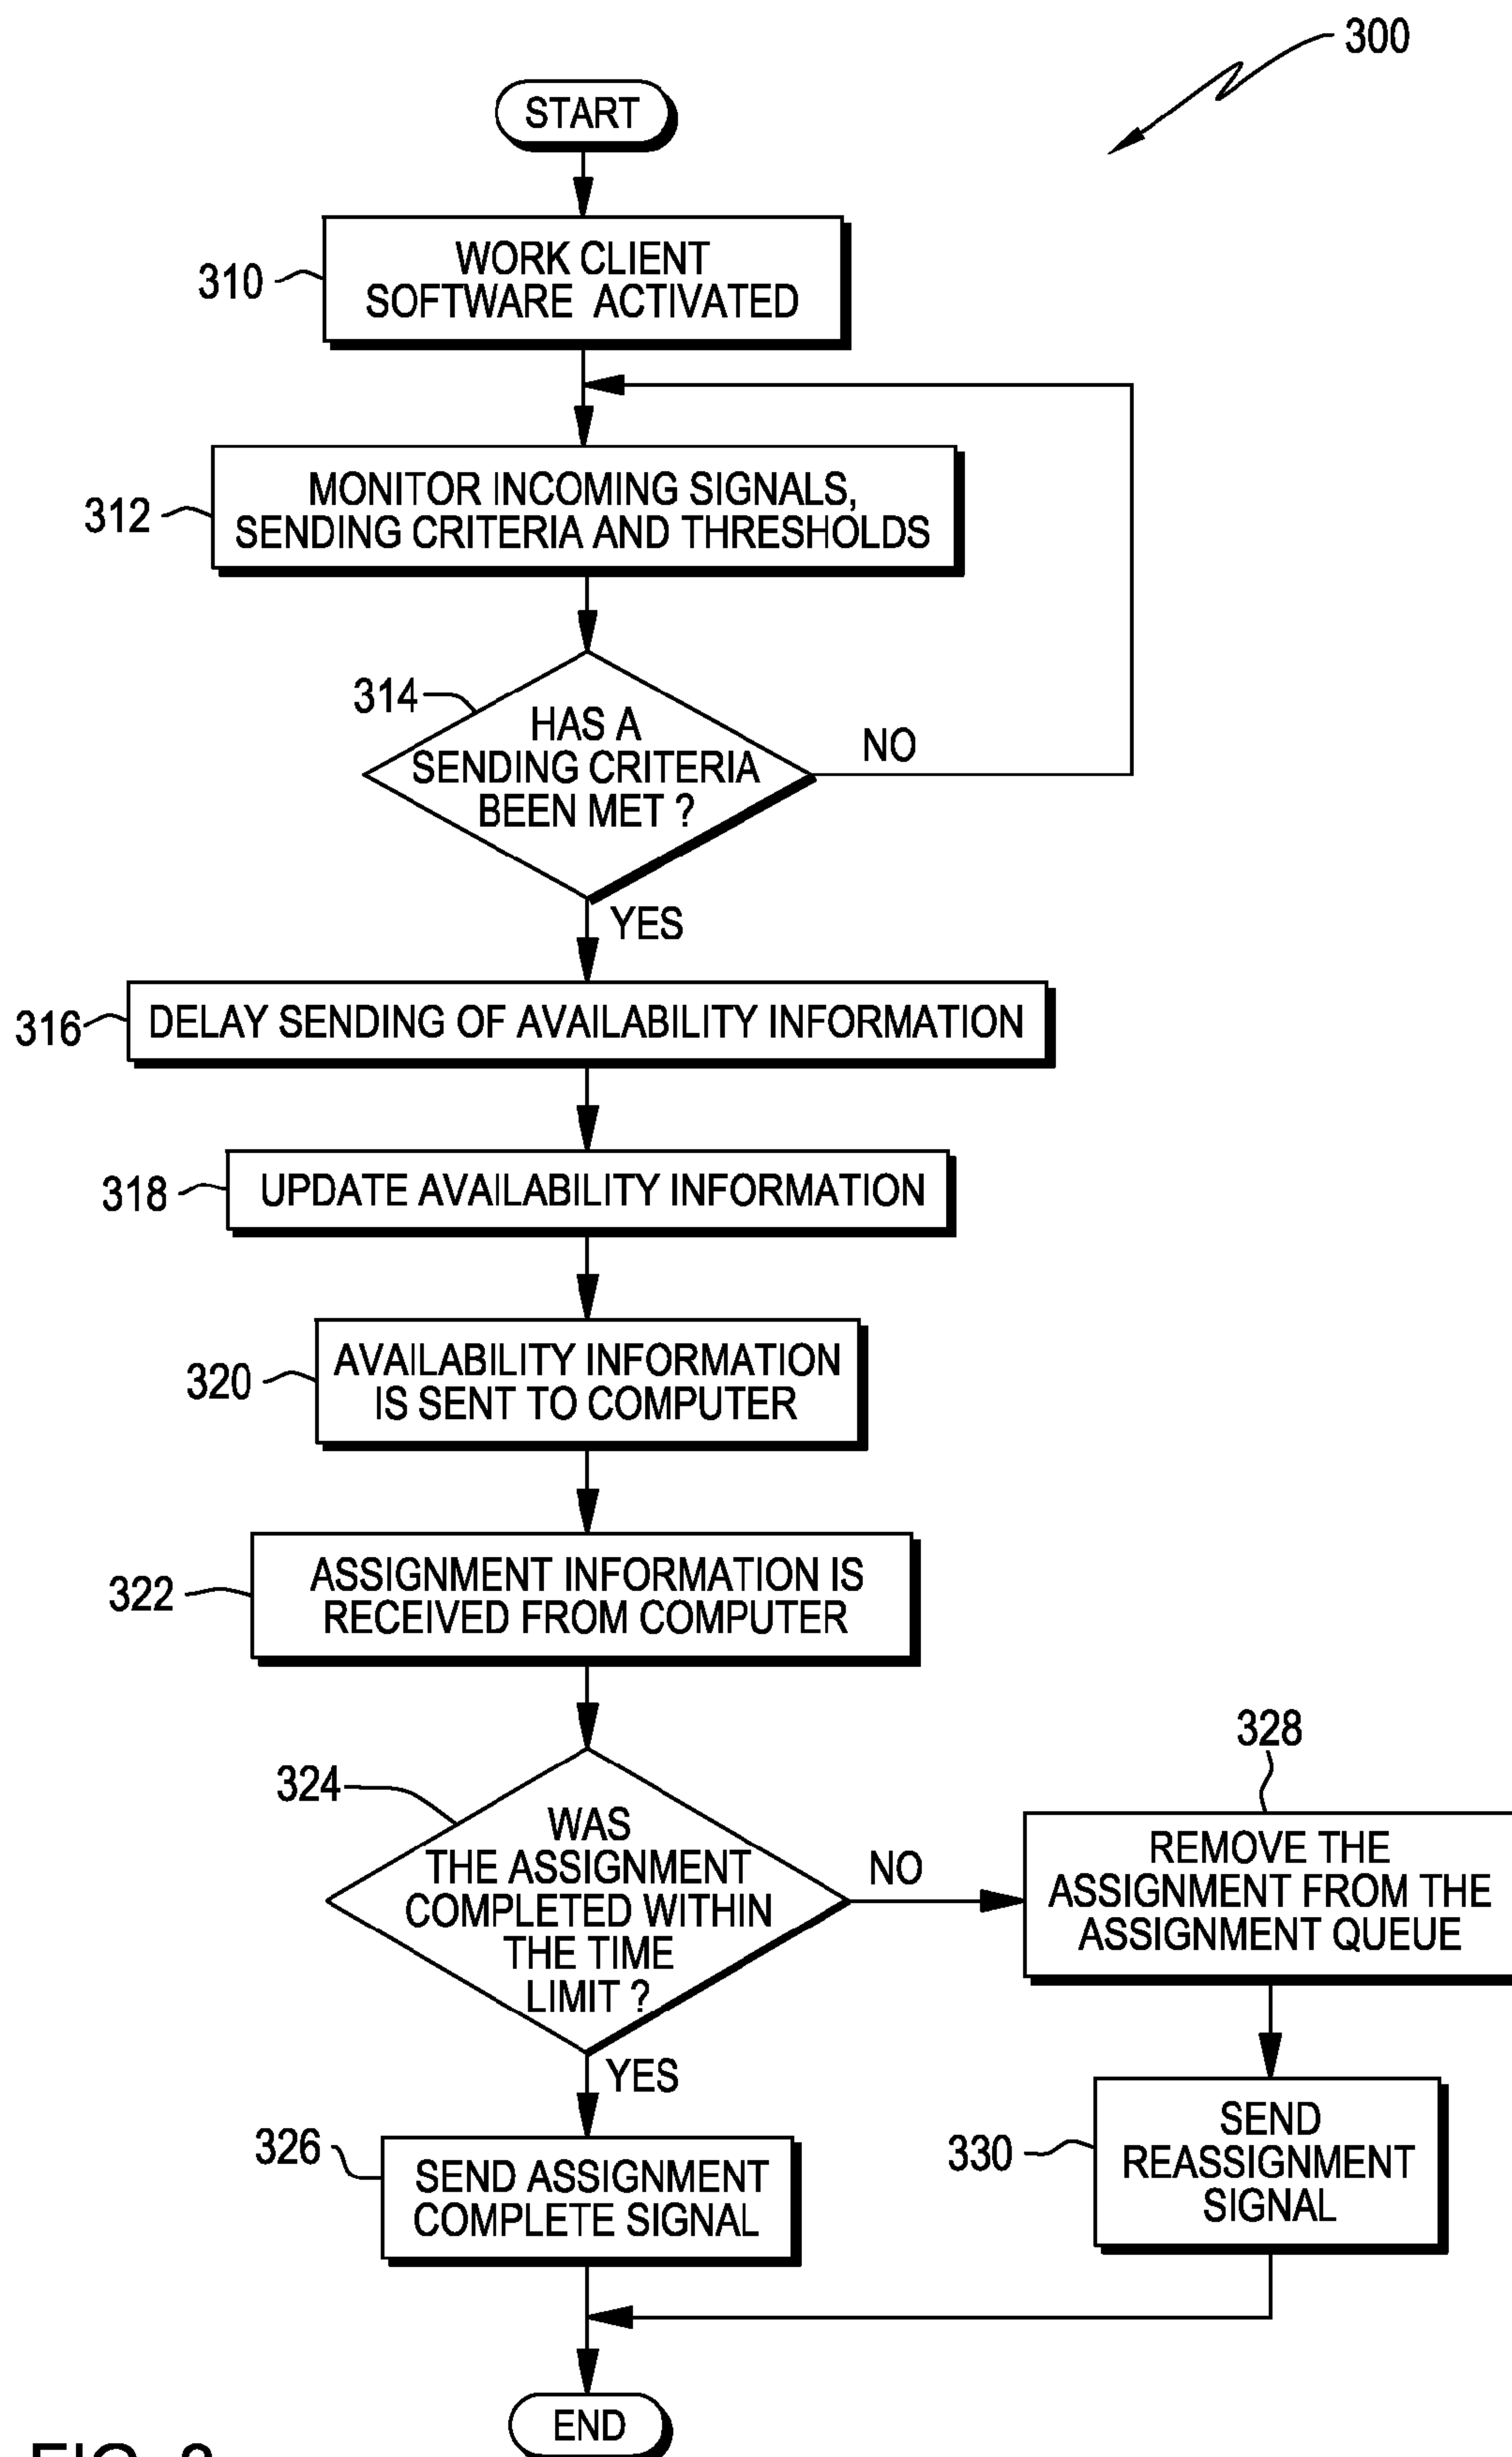 300
START
310
WORK CLIENT
SOFTWARE ACTIVATED
312
MONITOR INCOMING SIGNALS,
SENDING CRITERIA AND THRESHOLDS
314
HAS A
SENDING CRITERIA
BEEN MET ?
NO
YES
316
DELAY SENDING OF AVAILABILITY INFORMATION
318
UPDATE AVAILABILITY INFORMATION
320
AVAILABILITY INFORMATION
IS SENT TO COMPUTER
322
ASSIGNMENT INFORMATION IS
RECEIVED FROM COMPUTER
324
WAS
THE ASSIGNMENT
COMPLETED WITHIN
THE TIME
LIMIT ?
NO
328
REMOVE THE
ASSIGNMENT FROM THE
ASSIGNMENT QUEUE
YES
326
SEND ASSIGNMENT
COMPLETE SIGNAL
330
SEND
REASSIGNMENT
SIGNAL
END
FIG.